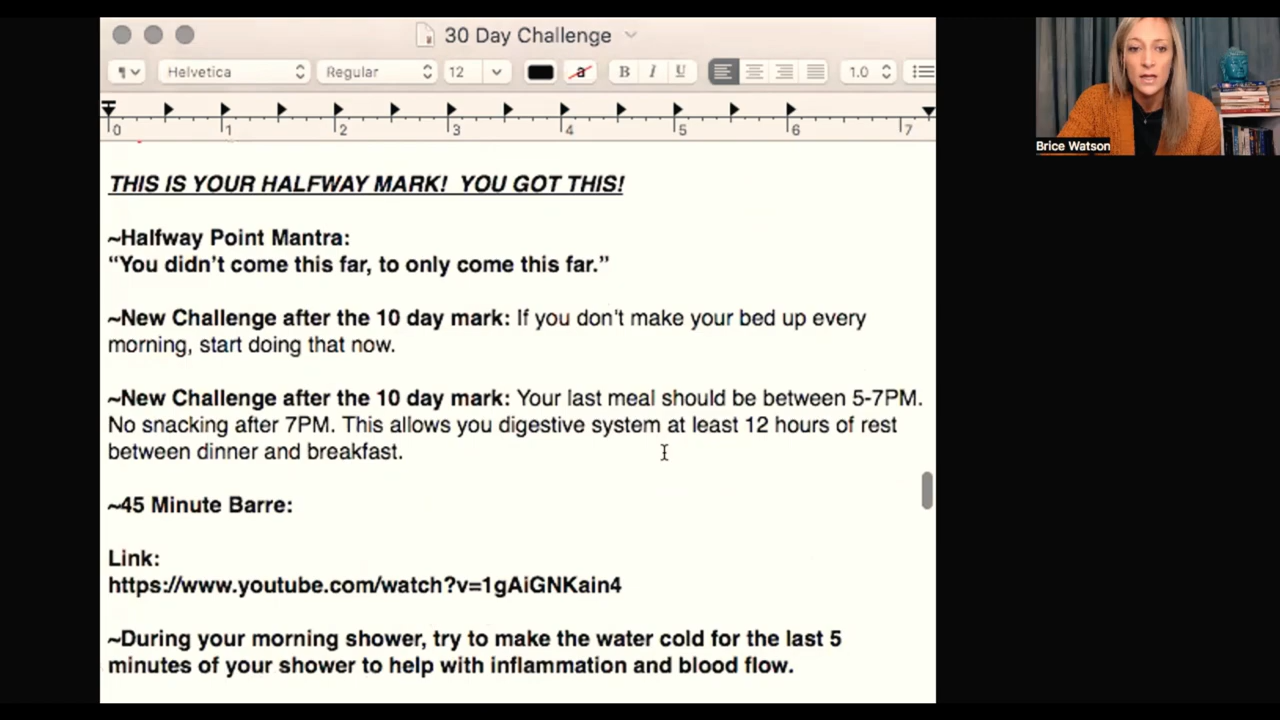 30 Day Challenge
Helvetica Regular 12 a B I U 1.0
0 1 2 3 4 5 6 7
THIS IS YOUR HALFWAY MARK! YOU GOT THIS!
~Halfway Point Mantra:
“You didn’t come this far, to only come this far.”
~New Challenge after the 10 day mark: If you don’t make your bed up every
morning, start doing that now.
~New Challenge after the 10 day mark: Your last meal should be between 5-7PM.
No snacking after 7PM. This allows you digestive system at least 12 hours of rest
between dinner and breakfast.
~45 Minute Barre:
Link:
https://www.youtube.com/watch?v=1gAiGNKain4
~During your morning shower, try to make the water cold for the last 5
minutes of your shower to help with inflammation and blood flow.
Brice Watson